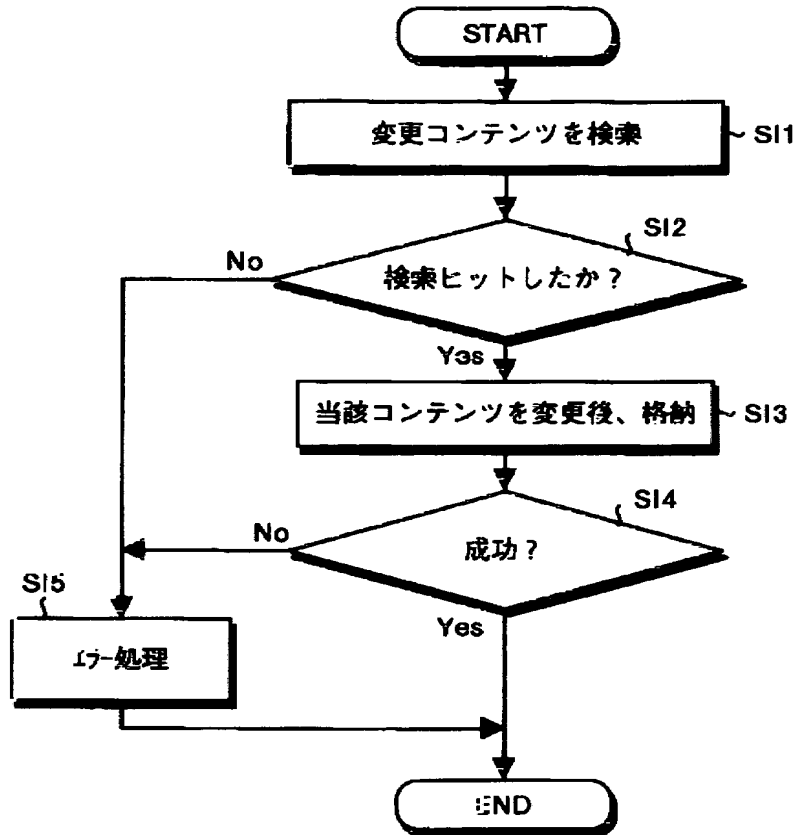 START
変更コンテンツを検索
SI1
SI2
検索ヒットしたか？
No
Yes
当該コンテンツを変更後、格納
SI3
SI4
成功？
No
Yes
SI5
エラー処理
END